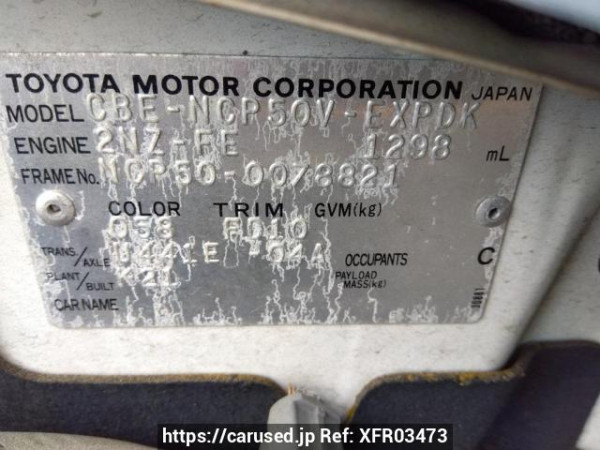 TOYOTA MOTOR CORPORATION JAPAN
MODEL CBE-NCP50V-EXPDK
ENGINE 2NZ-FE 1298 mL
FRAME No. NCP50-0078821
COLOR TRIM GVM(kg)
058 FD10
TRANS./AXLE U441E
OCCUPANTS C
PLANT/BUILT
PAYLOAD MASS(kg)
CAR NAME
https://carused.jp Ref: XFR03473